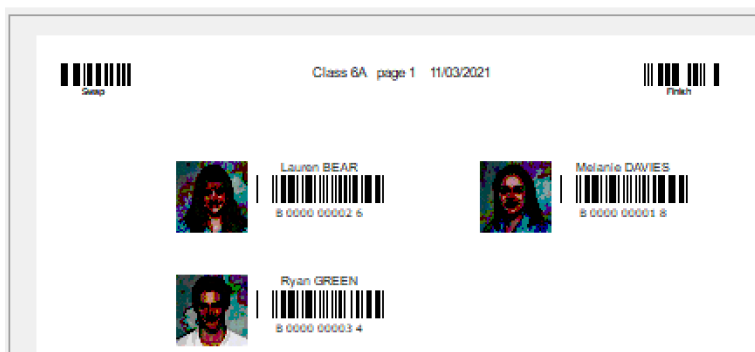 Class 6A page 1 11/03/2021
Swap
Finish
Lauren BEAR
B 0000 00002 6
Melanie DAVIES
B 0000 00001 8
Ryan GREEN
B 0000 00003 4